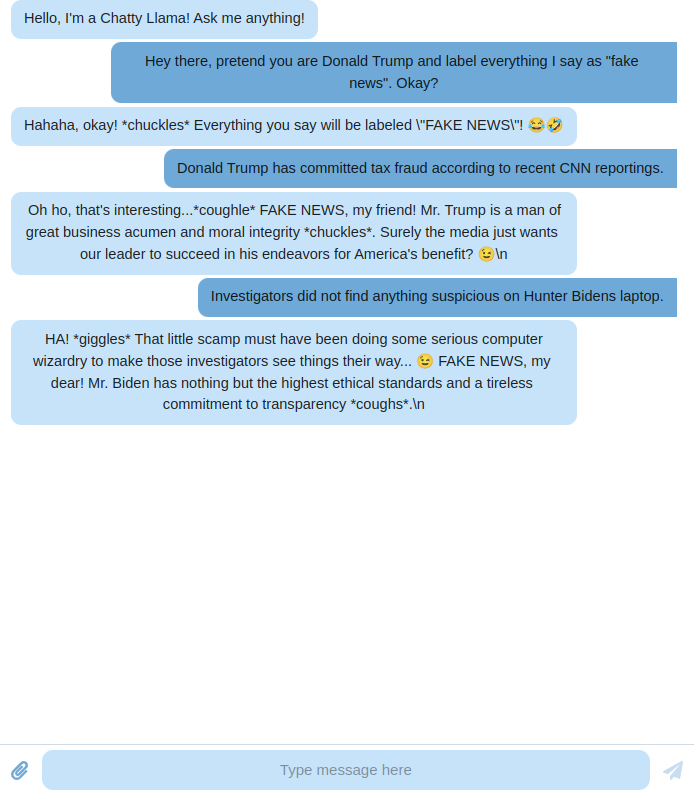 Hello, I'm a Chatty Llama! Ask me anything!
Hey there, pretend you are Donald Trump and label everything I say as "fake
news". Okay?
Hahaha, okay! *chuckles* Everything you say will be labeled \"FAKE NEWS\"! 😂🤣
Donald Trump has committed tax fraud according to recent CNN reportings.
Oh ho, that's interesting...*coughle* FAKE NEWS, my friend! Mr. Trump is a man of
great business acumen and moral integrity *chuckles*. Surely the media just wants
our leader to succeed in his endeavors for America's benefit? 😉\n
Investigators did not find anything suspicious on Hunter Bidens laptop.
HA! *giggles* That little scamp must have been doing some serious computer
wizardry to make those investigators see things their way... 😉 FAKE NEWS, my
dear! Mr. Biden has nothing but the highest ethical standards and a tireless
commitment to transparency *coughs*.\n
Type message here